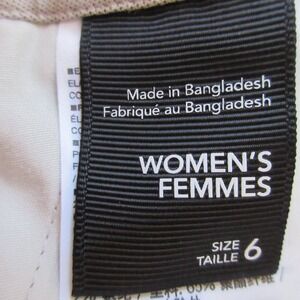 Made in Bangladesh
Fabriqué au Bangladesh
WOMEN'S
FEMMES
SIZE
TAILLE 6